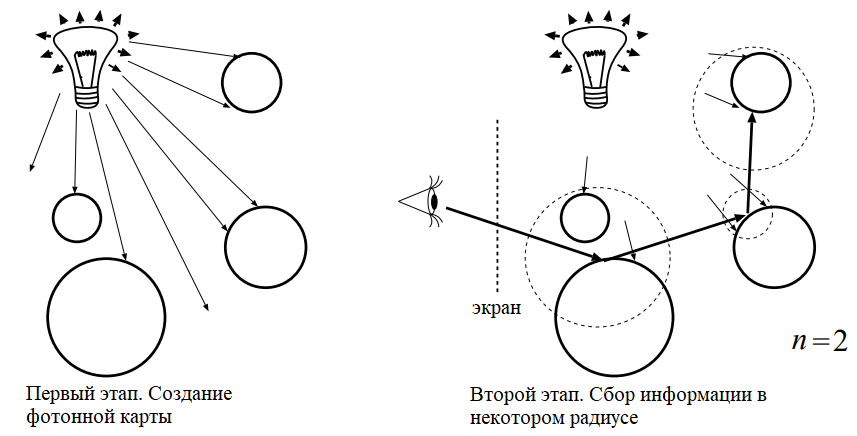 экран
n=2
Первый этап. Создание
фотонной карты
Второй этап. Сбор информации в
некотором радиусе